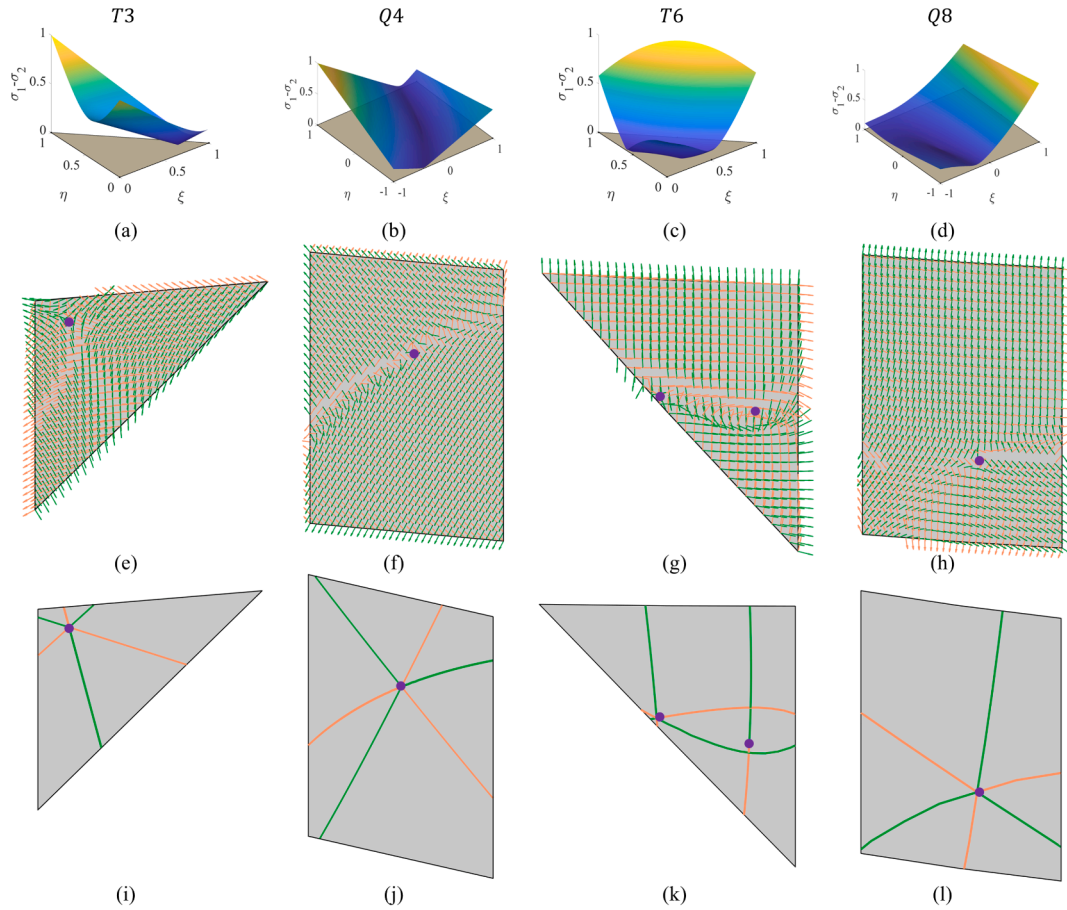 T3 Q4 T6 Q8
1 0.5 0 σ₁-σ₂ 1 0.5 0 η 0 0.5 1 ξ
1 0.5 0 σ₁-σ₂ 1 0 -1 η -1 0 1 ξ
1 0.5 0 σ₁-σ₂ 1 0.5 0 η 0 0.5 1 ξ
1 0.5 0 σ₁-σ₂ 1 0 -1 η -1 0 1 ξ
(a) (b) (c) (d)
(e) (f) (g) (h)
(i) (j) (k) (l)